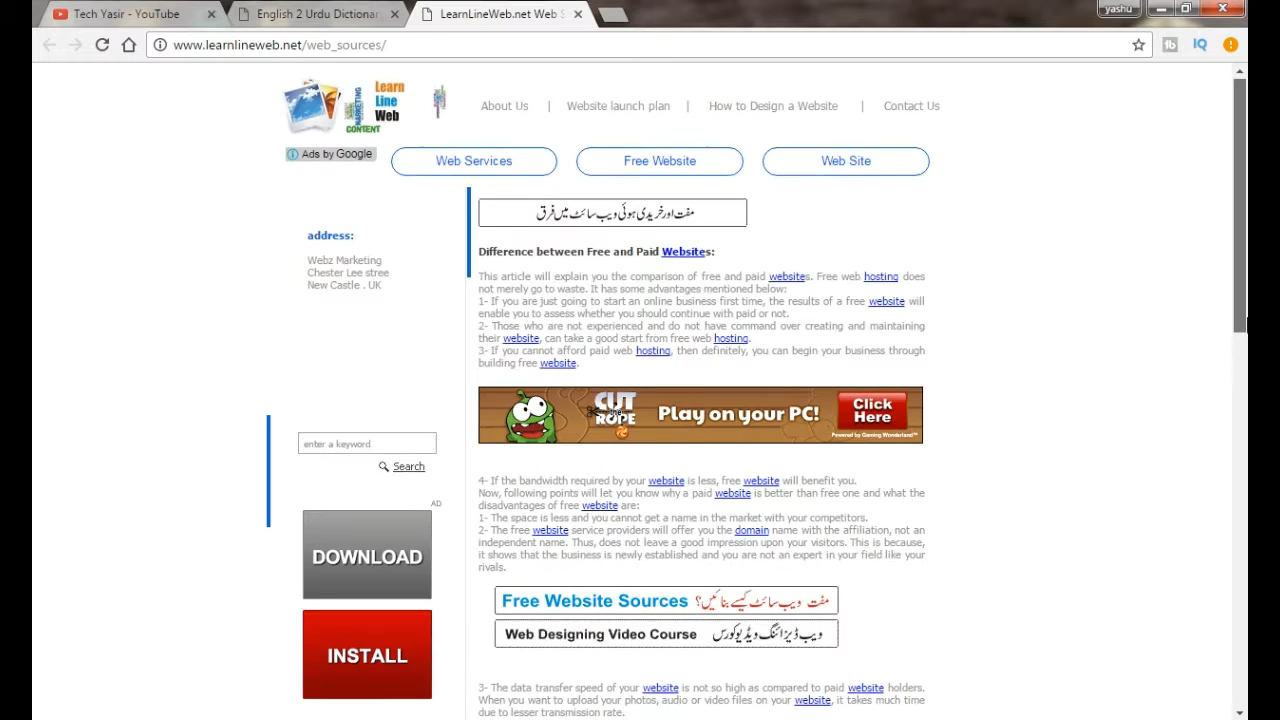 Tech Yasir - YouTube
English 2 Urdu Dictionar
LearnLineWeb.net Web S
yashu
www.learnlineweb.net/web_sources/
IQ
Learn
Line
Web
MARKETING
CONTENT
About Us | Website launch plan | How to Design a Website | Contact Us
Ads by Google
Web Services
Free Website
Web Site
مفت اور خریدی ہوئی ویب سائٹ میں فرق
address:
Webz Marketing
Chester Lee stree
New Castle . UK
Difference between Free and Paid Websites:
This article will explain you the comparison of free and paid websites. Free web hosting does
not merely go to waste. It has some advantages mentioned below:
1- If you are just going to start an online business first time, the results of a free website will
enable you to assess whether you should continue with paid or not.
2- Those who are not experienced and do not have command over creating and maintaining
their website, can take a good start from free web hosting.
3- If you cannot afford paid web hosting, then definitely, you can begin your business through
building free website.
CUT
the
ROPE
Play on your PC!
Click
Here
Powered by Gaming Wonderland™
enter a keyword
Search
AD
DOWNLOAD
INSTALL
4- If the bandwidth required by your website is less, free website will benefit you.
Now, following points will let you know why a paid website is better than free one and what the
disadvantages of free website are:
1- The space is less and you cannot get a name in the market with your competitors.
2- The free website service providers will offer you the domain name with the affiliation, not an
independent name. Thus, does not leave a good impression upon your visitors. This is because,
it shows that the business is newly established and you are not an expert in your field like your
rivals.
Free Website Sources مفت ویب سائٹ کیسے بنائیں؟
Web Designing Video Course ویب ڈیزائننگ ویڈیو کورس
3- The data transfer speed of your website is not so high as compared to paid website holders.
When you want to upload your photos, audio or video files on your website, it takes much time
due to lesser transmission rate.